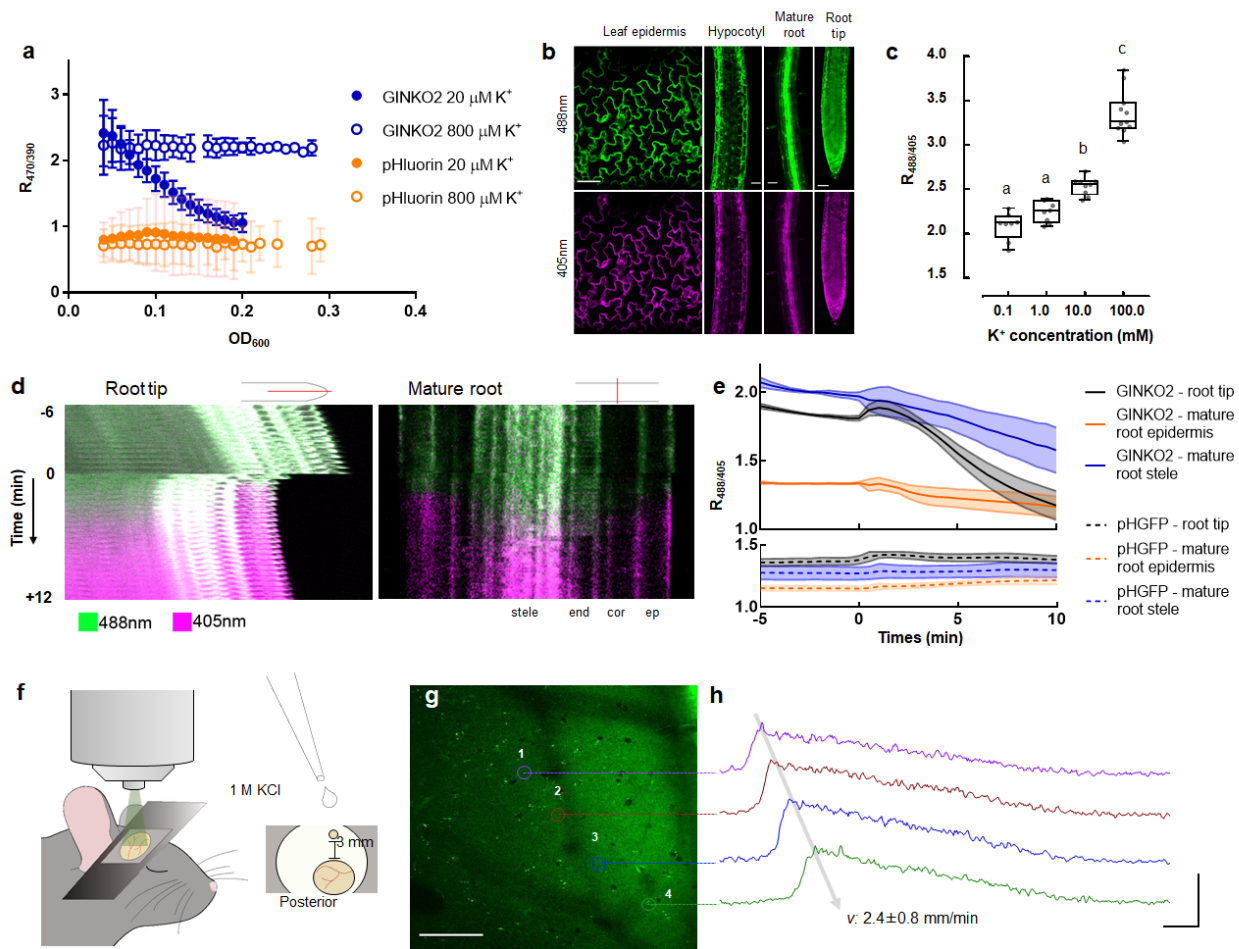 a
3
2
1
0
R470/390
0.0
0.1
0.2
0.3
0.4
OD600
GINKO2 20 μM K+
GINKO2 800 μM K+
pHluorin 20 μM K+
pHluorin 800 μM K+
b
Leaf epidermis
Hypocotyl
Mature
root
Root
tip
488nm
405nm
c
4.0
3.5
3.0
2.5
2.0
1.5
R488/405
a
a
b
c
0.1
1.0
10.0
100.0
K+ concentration (mM)
d
Root tip
Mature root
-6
0
+12
Time (min)
488nm
405nm
stele
end
cor
ep
e
2.0
1.5
1.0
R488/405
1.5
1.0
-5
0
5
10
Times (min)
GINKO2 - root tip
GINKO2 - mature
root epidermis
GINKO2 - mature
root stele
pHGFP - root tip
pHGFP - mature
root epidermis
pHGFP - mature
root stele
f
1 M KCl
3 mm
Posterior
g
1
2
3
4
h
v: 2.4±0.8 mm/min